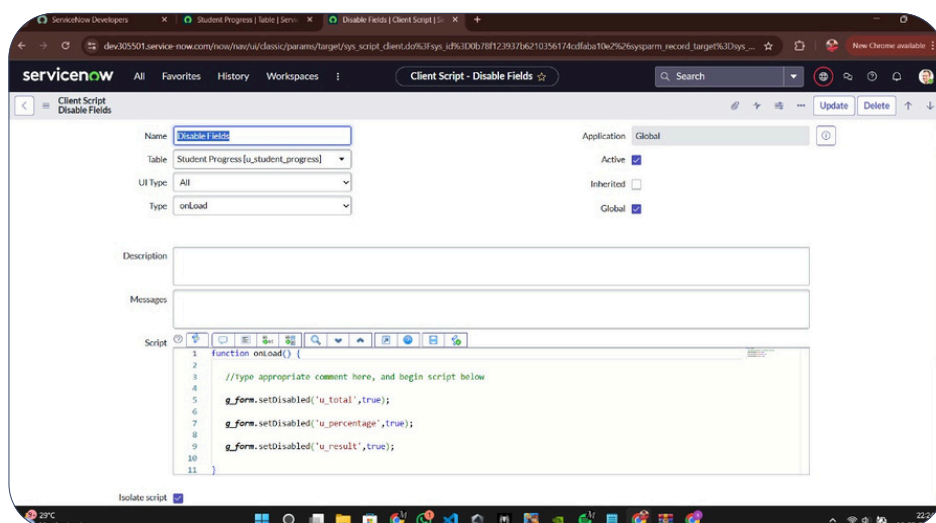 ServiceNow Developers
Student Progress | Table | Servic
Disable Fields | Client Script | Se
dev305501.service-now.com/now/nav/ui/classic/params/target/sys_script_client.do%3Fsys_id%3D0b78f123937b6210356174cdfaba10e2%26sysparm_record_target%3Dsys_...
New Chrome available
servicenow All Favorites History Workspaces
Client Script - Disable Fields
Search
Client Script
Disable Fields
Update Delete
Name Disable Fields
Application Global
Table Student Progress [u_student_progress]
Active
UI Type All
Inherited
Type onLoad
Global
Description
Messages
Script
1 function onLoad() {
2
3 //Type appropriate comment here, and begin script below
4
5 g_form.setDisabled('u_total',true);
6
7 g_form.setDisabled('u_percentage',true);
8
9 g_form.setDisabled('u_result',true);
10
11 }
Isolate script
29°C